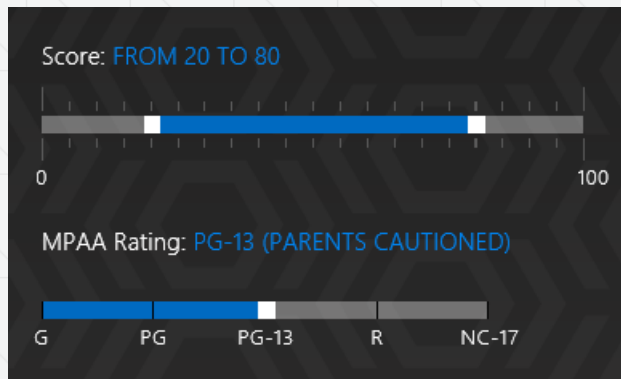 Score: FROM 20 TO 80
0 100
MPAA Rating: PG-13 (PARENTS CAUTIONED)
G PG PG-13 R NC-17